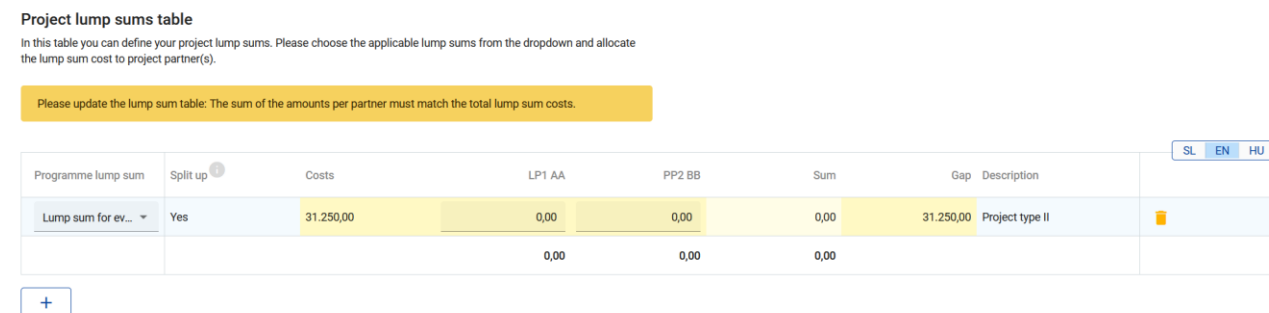 Project lump sums table
In this table you can define your project lump sums. Please choose the applicable lump sums from the dropdown and allocate
the lump sum cost to project partner(s).
Please update the lump sum table: The sum of the amounts per partner must match the total lump sum costs.
SL EN HU
Programme lump sum Split up i Costs LP1 AA PP2 BB Sum Gap Description
Lump sum for ev... Yes 31.250,00 0,00 0,00 0,00 31.250,00 Project type II
0,00 0,00 0,00
+